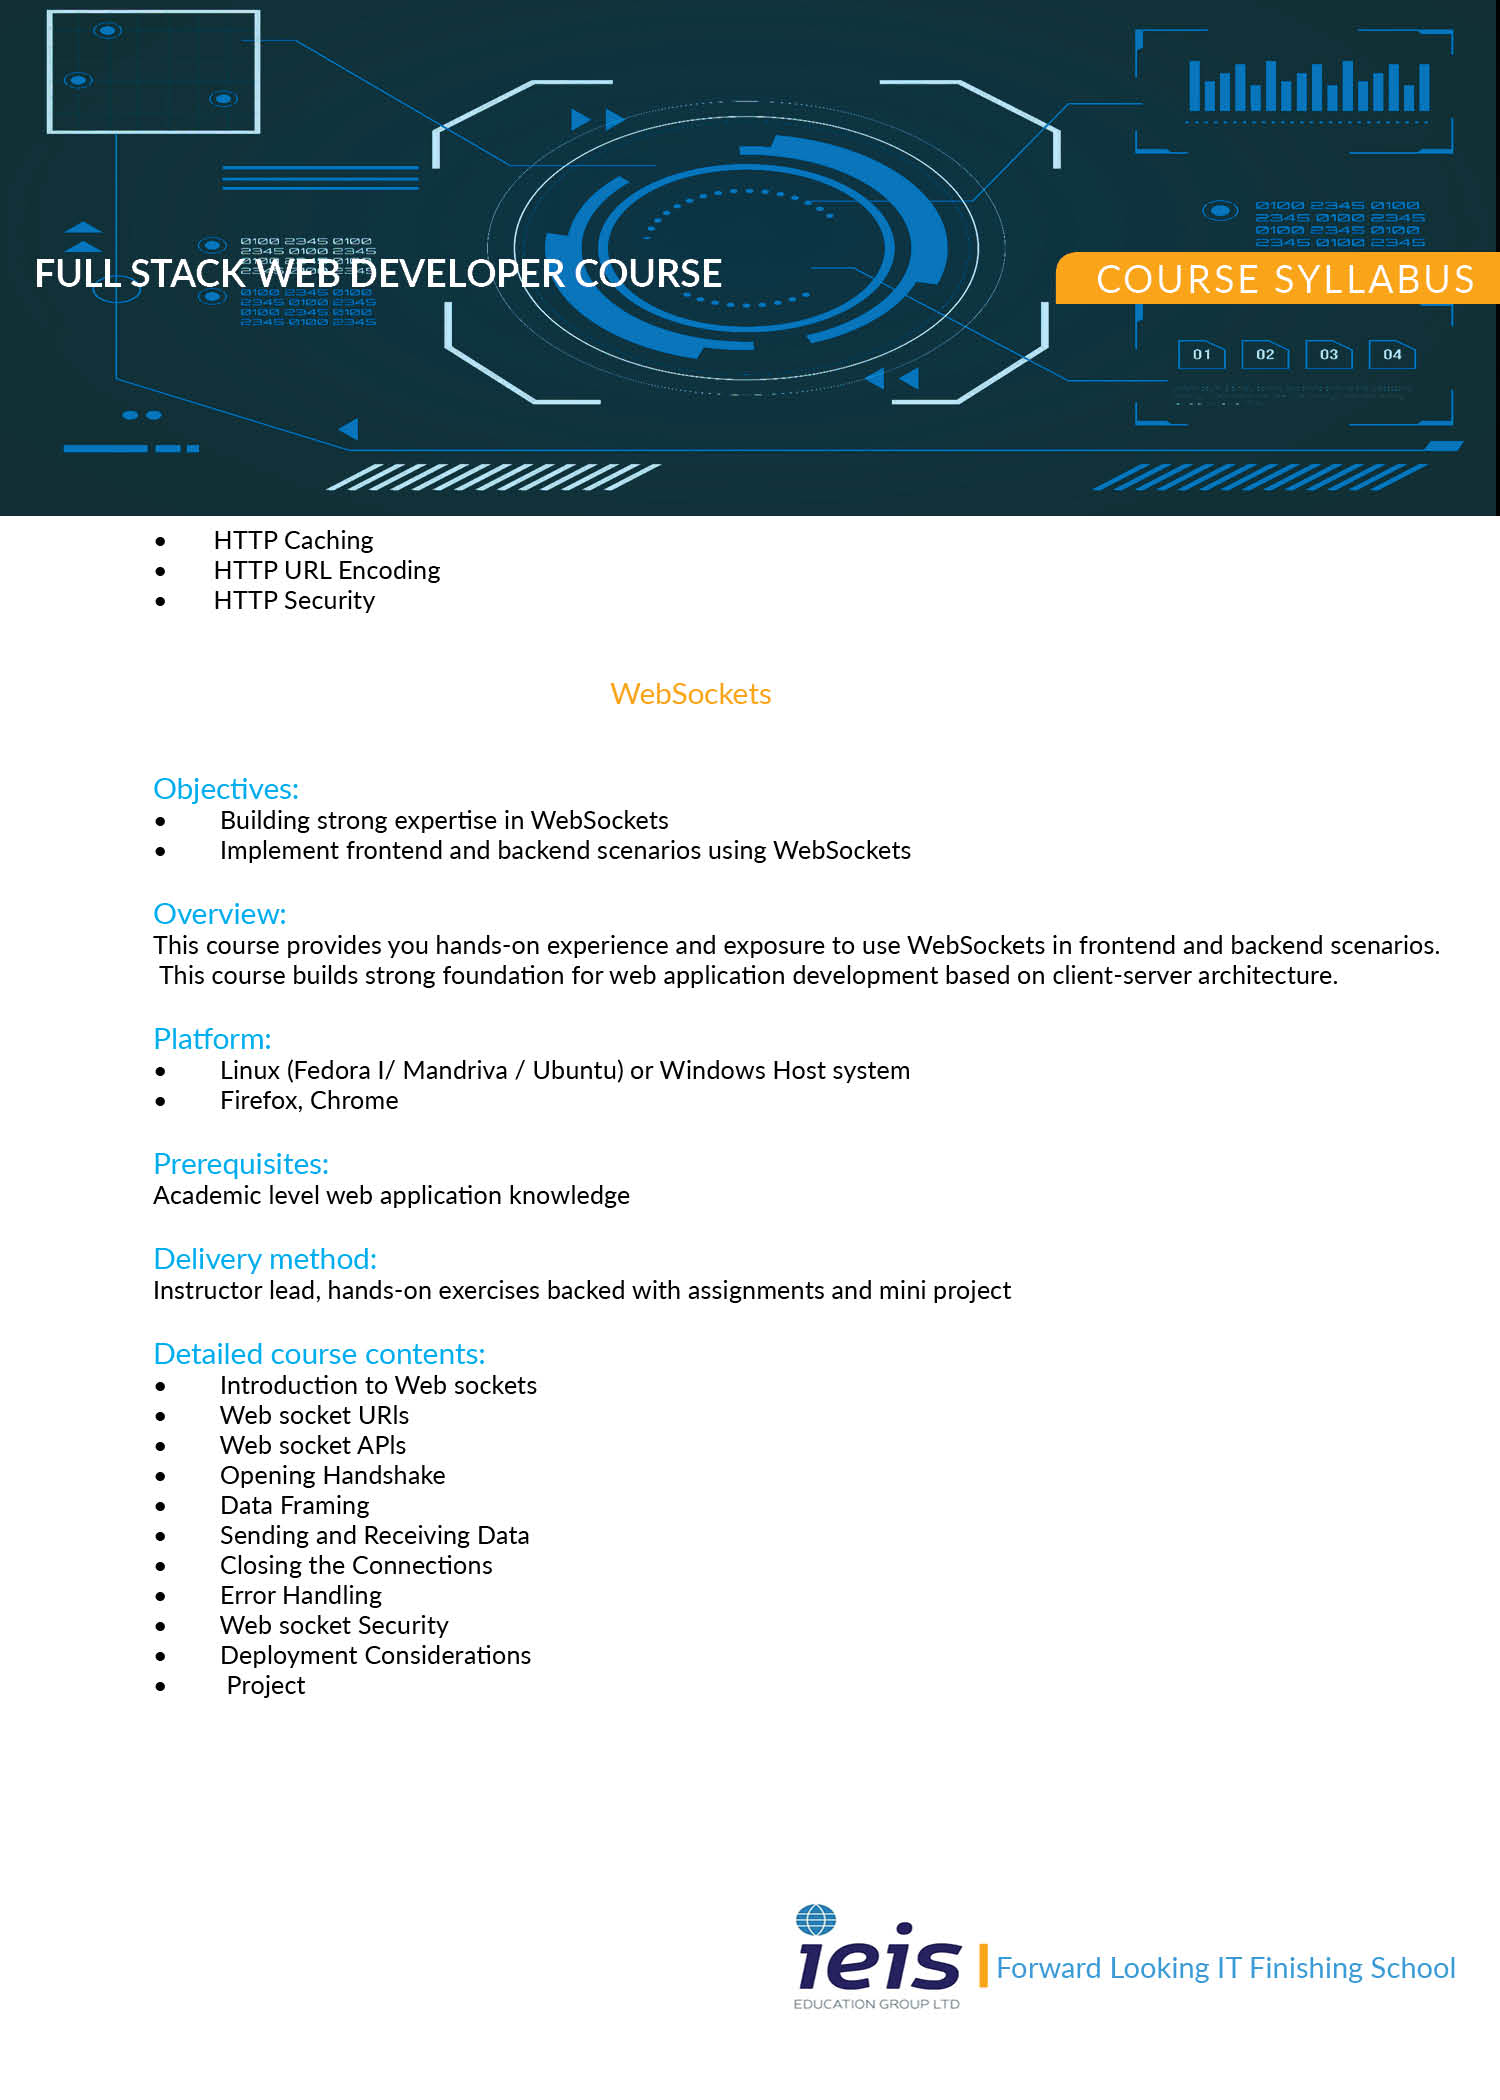 0100 2345 0100
2345 0100 2345
0100 2345 0100
2345 0100 2345
0100 2345 0100
2345 0100 2345
FULL STACK WEB DEVELOPER COURSE
COURSE SYLLABUS
0100 2345 0100
2345 0100 2345
0100 2345 0100
2345 0100 2345
01 02 03 04
• HTTP Caching
• HTTP URL Encoding
• HTTP Security
WebSockets
Objectives:
• Building strong expertise in WebSockets
• Implement frontend and backend scenarios using WebSockets
Overview:
This course provides you hands-on experience and exposure to use WebSockets in frontend and backend scenarios.
This course builds strong foundation for web application development based on client-server architecture.
Platform:
• Linux (Fedora I/ Mandriva / Ubuntu) or Windows Host system
• Firefox, Chrome
Prerequisites:
Academic level web application knowledge
Delivery method:
Instructor lead, hands-on exercises backed with assignments and mini project
Detailed course contents:
• Introduction to Web sockets
• Web socket URls
• Web socket APls
• Opening Handshake
• Data Framing
• Sending and Receiving Data
• Closing the Connections
• Error Handling
• Web socket Security
• Deployment Considerations
• Project
ieis
EDUCATION GROUP LTD
Forward Looking IT Finishing School